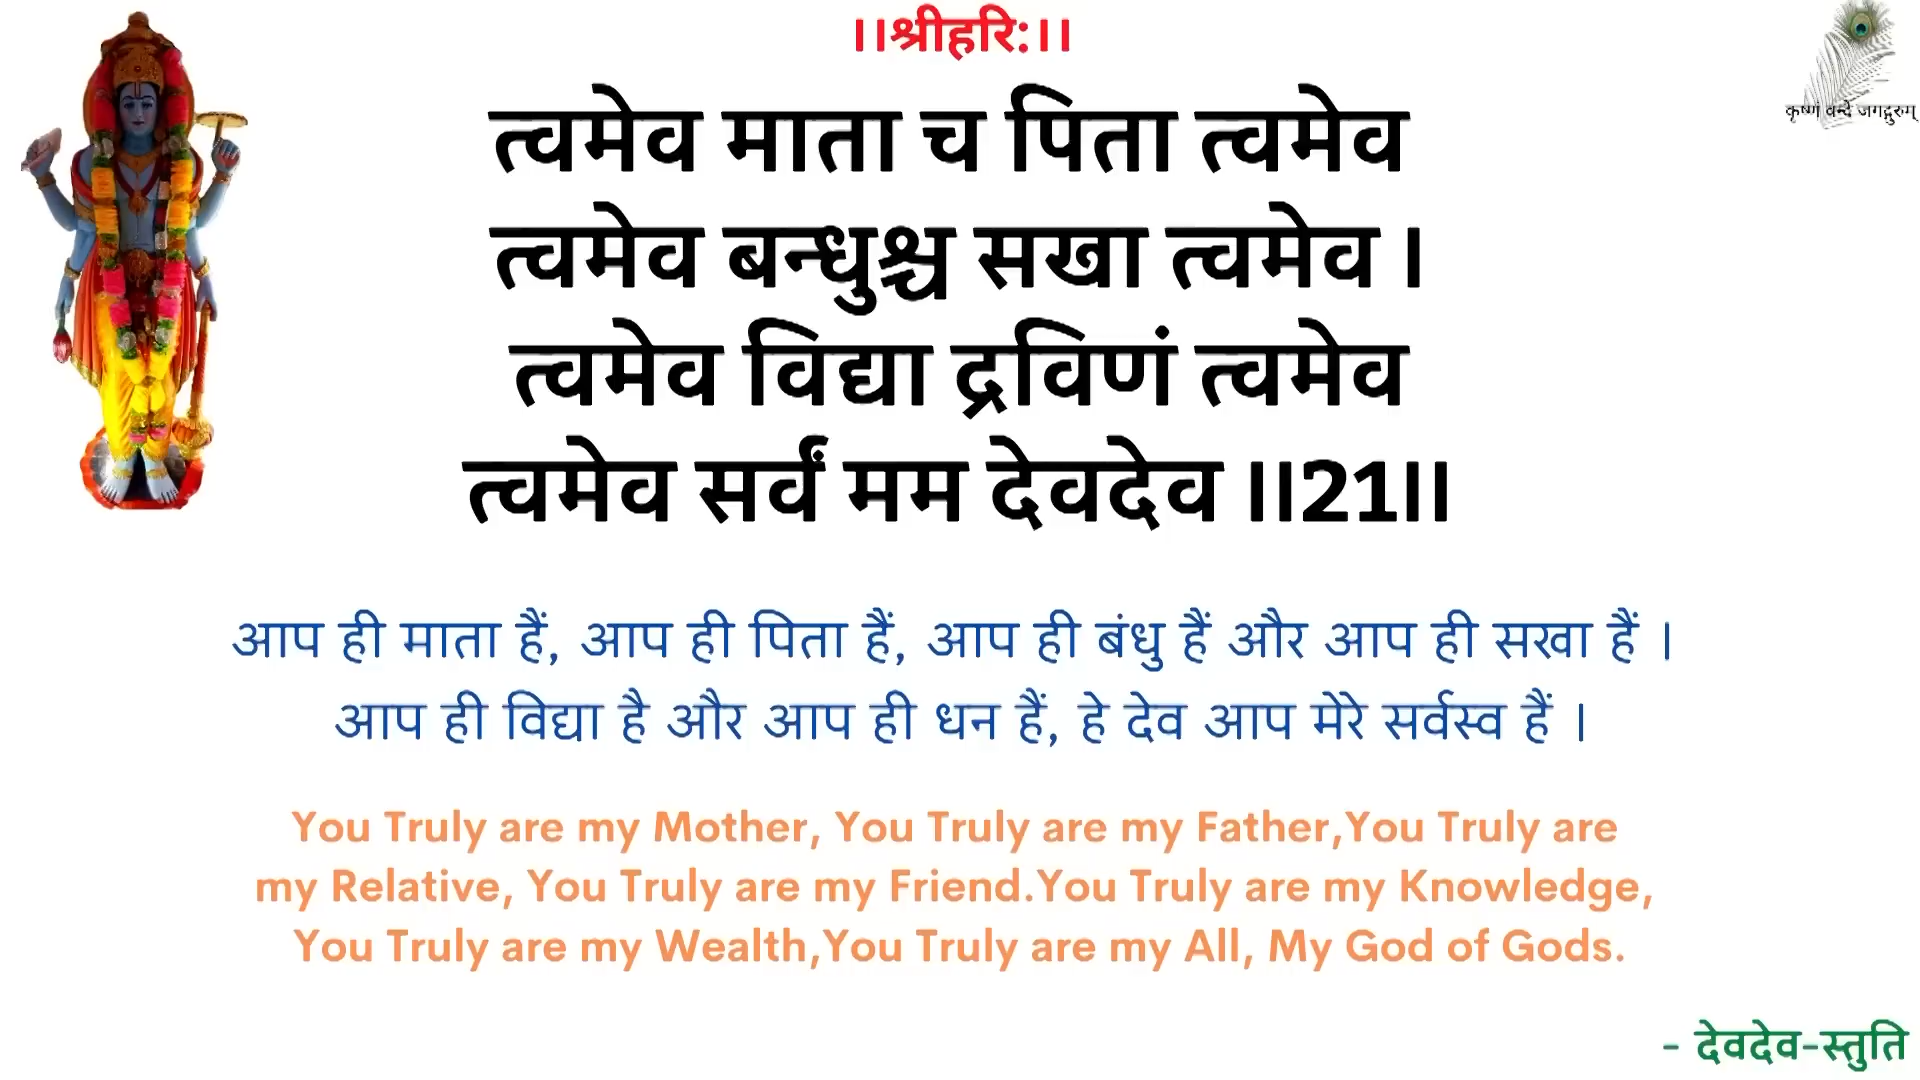 ।।श्रीहरि:।।
कृष्णं वन्दे जगद्गुरुम्
त्वमेव माता च पिता त्वमेव
त्वमेव बन्धुश्च सखा त्वमेव ।
त्वमेव विद्या द्रविणं त्वमेव
त्वमेव सर्वं मम देवदेव ।।21।।
आप ही माता हैं, आप ही पिता हैं, आप ही बंधु हैं और आप ही सखा हैं ।
आप ही विद्या है और आप ही धन हैं, हे देव आप मेरे सर्वस्व हैं ।
You Truly are my Mother, You Truly are my Father,You Truly are
my Relative, You Truly are my Friend.You Truly are my Knowledge,
You Truly are my Wealth,You Truly are my All, My God of Gods.
- देवदेव-स्तुति